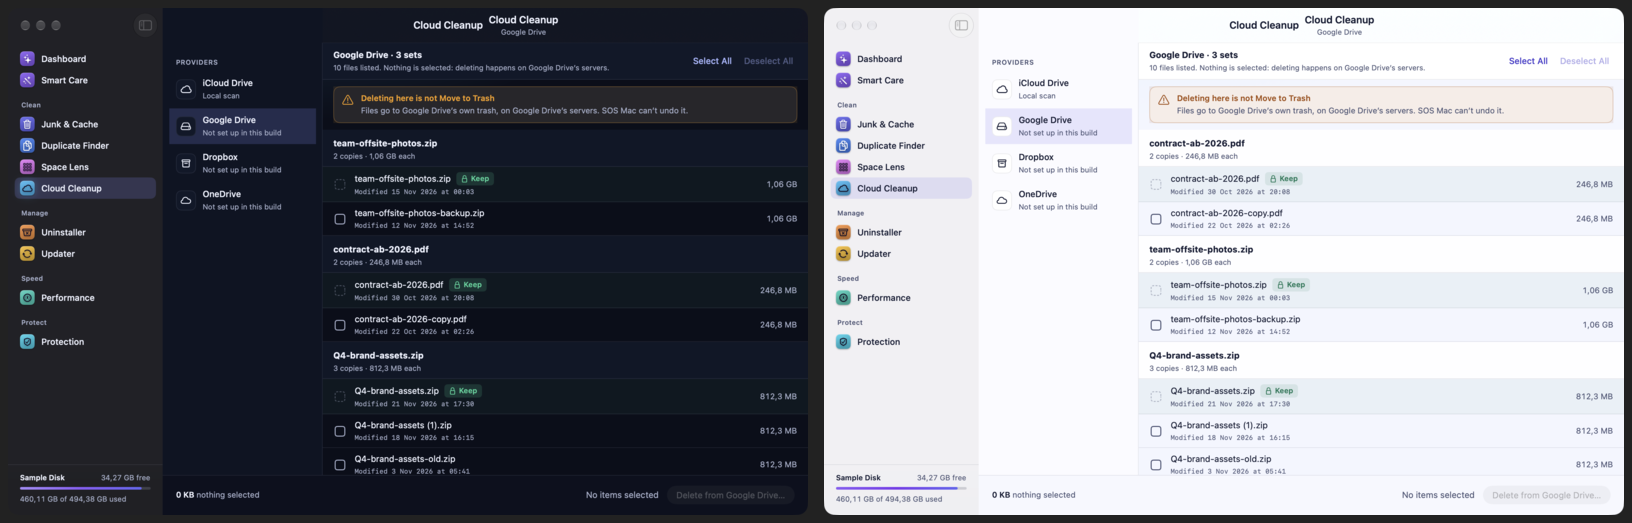 Cloud Cleanup
Cloud Cleanup
Google Drive
Dashboard
Smart Care
Clean
Junk & Cache
Duplicate Finder
Space Lens
Cloud Cleanup
Manage
Uninstaller
Updater
Speed
Performance
Protect
Protection
Sample Disk 34,27 GB free
460,11 GB of 494,38 GB used
PROVIDERS
iCloud Drive
Local scan
Google Drive
Not set up in this build
Dropbox
Not set up in this build
OneDrive
Not set up in this build
Google Drive · 3 sets
10 files listed. Nothing is selected: deleting happens on Google Drive's servers.
Select All Deselect All
Deleting here is not Move to Trash
Files go to Google Drive's own trash, on Google Drive's servers. SOS Mac can't undo it.
team-offsite-photos.zip
2 copies · 1,06 GB each
team-offsite-photos.zip Keep
Modified 15 Nov 2026 at 00:03
1,06 GB
team-offsite-photos-backup.zip
Modified 12 Nov 2026 at 14:52
1,06 GB
contract-ab-2026.pdf
2 copies · 246,8 MB each
contract-ab-2026.pdf Keep
Modified 30 Oct 2026 at 20:08
246,8 MB
contract-ab-2026-copy.pdf
Modified 22 Oct 2026 at 02:26
246,8 MB
Q4-brand-assets.zip
3 copies · 812,3 MB each
Q4-brand-assets.zip Keep
Modified 21 Nov 2026 at 17:30
812,3 MB
Q4-brand-assets (1).zip
Modified 18 Nov 2026 at 16:15
812,3 MB
Q4-brand-assets-old.zip
Modified 3 Nov 2026 at 05:41
812,3 MB
0 KB nothing selected
No items selected
Delete from Google Drive...
Cloud Cleanup
Cloud Cleanup
Google Drive
Dashboard
Smart Care
Clean
Junk & Cache
Duplicate Finder
Space Lens
Cloud Cleanup
Manage
Uninstaller
Updater
Speed
Performance
Protect
Protection
Sample Disk 34,27 GB free
460,11 GB of 494,38 GB used
PROVIDERS
iCloud Drive
Local scan
Google Drive
Not set up in this build
Dropbox
Not set up in this build
OneDrive
Not set up in this build
Google Drive · 3 sets
10 files listed. Nothing is selected: deleting happens on Google Drive's servers.
Select All Deselect All
Deleting here is not Move to Trash
Files go to Google Drive's own trash, on Google Drive's servers. SOS Mac can't undo it.
contract-ab-2026.pdf
2 copies · 246,8 MB each
contract-ab-2026.pdf Keep
Modified 30 Oct 2026 at 20:08
246,8 MB
contract-ab-2026-copy.pdf
Modified 22 Oct 2026 at 02:26
246,8 MB
team-offsite-photos.zip
2 copies · 1,06 GB each
team-offsite-photos.zip Keep
Modified 15 Nov 2026 at 00:03
1,06 GB
team-offsite-photos-backup.zip
Modified 12 Nov 2026 at 14:52
1,06 GB
Q4-brand-assets.zip
3 copies · 812,3 MB each
Q4-brand-assets.zip Keep
Modified 21 Nov 2026 at 17:30
812,3 MB
Q4-brand-assets (1).zip
Modified 18 Nov 2026 at 16:15
812,3 MB
Q4-brand-assets-old.zip
Modified 3 Nov 2026 at 05:41
812,3 MB
0 KB nothing selected
No items selected
Delete from Google Drive...